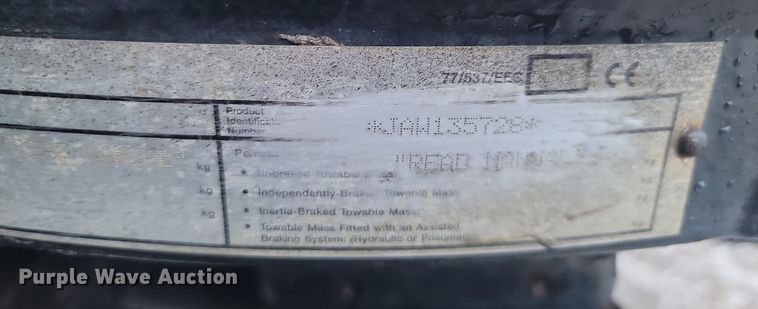 77/537/EEC CE
Product
Identification
Number *JAW135728*
"READ MANUAL"
kg • Unbraked Towable Mass
• Independently-Braked Towable Mass
kg
• Inertia-Braked Towable Mass
kg
• Towable Mass Fitted with an Assisted
Braking System: (Hydraulic or Pneumatic)
Purple Wave Auction